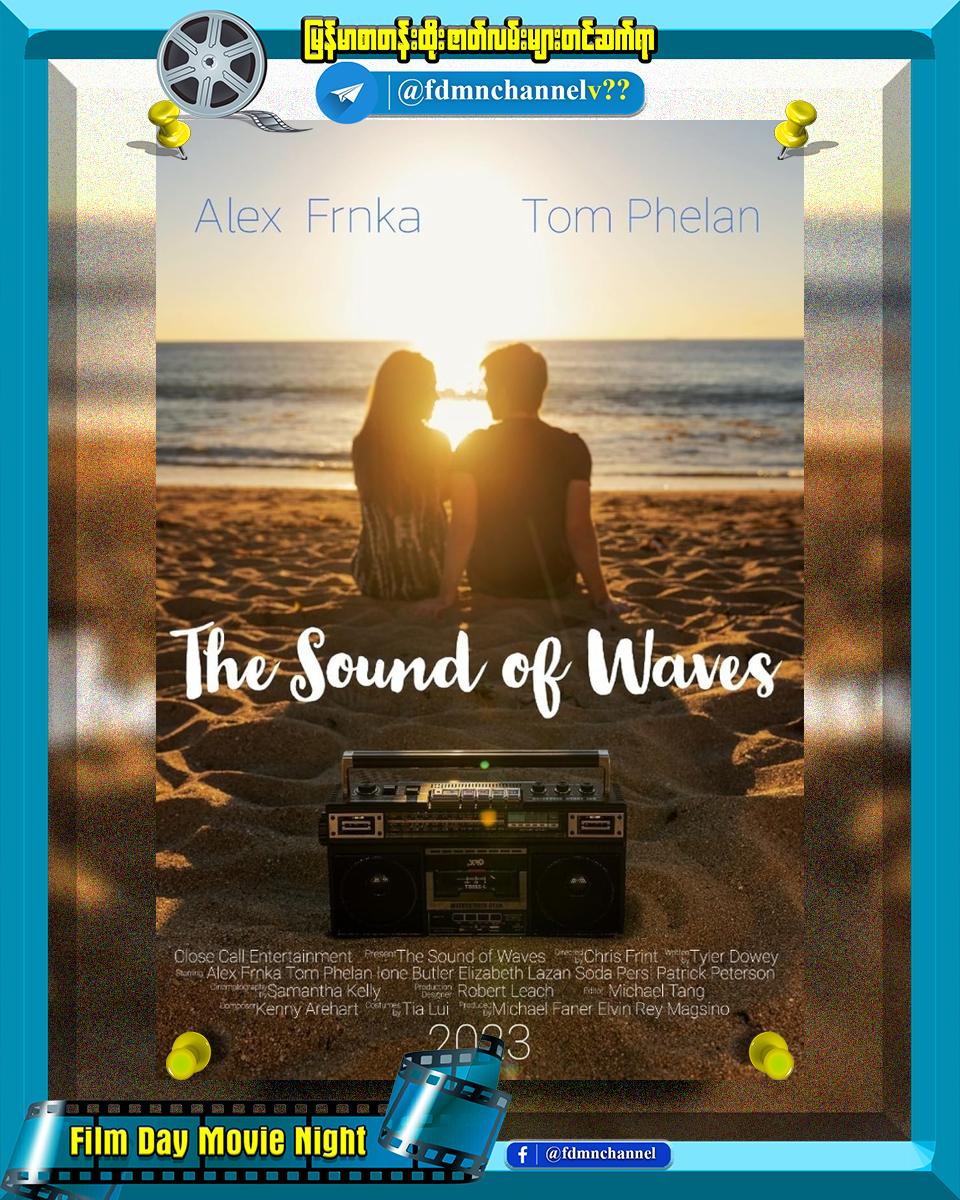 မြန်မာစာတန်းထိုးဇာတ်လမ်းများတင်ဆက်ရာ
@fdmnchannelv??
Alex Frnka Tom Phelan
The Sound of Waves
Close Call Entertainment Present The Sound of Waves Directed by Chris Frint Written by Tyler Dowey
Starring Alex Frnka Tom Phelan Ione Butler Elizabeth Lazan Soda Persi Patrick Peterson
Cinematography by Samantha Kelly Production Designer Robert Leach Editor Michael Tang
Composer Kenny Arehart Costumes by Tia Lui Produced by Michael Faner Elvin Rey Magsino
2023
Film Day Movie Night
@fdmnchannel